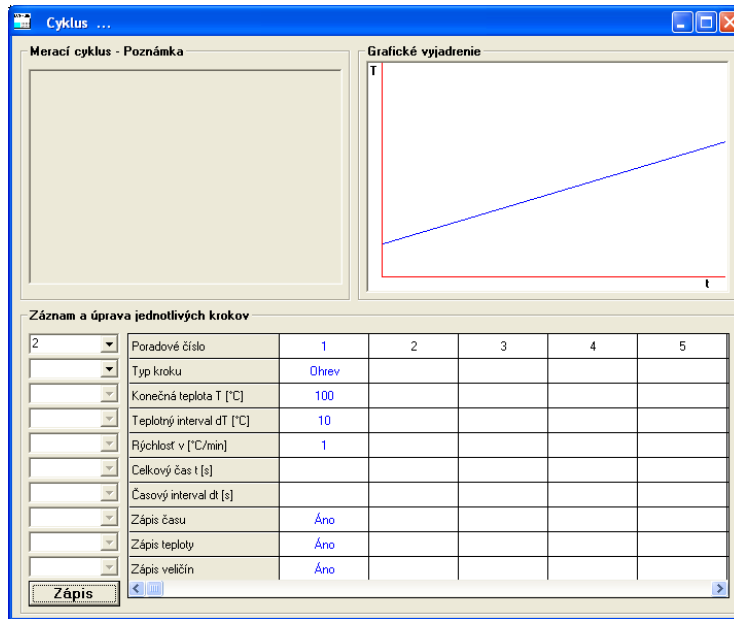 Cyklus ...
Merací cyklus - Poznámka
Grafické vyjadrenie
T
t
Záznam a úprava jednotlivých krokov
2 Poradové číslo 1 2 3 4 5
Typ kroku Ohrev
Konečná teplota T [°C] 100
Teplotný interval dT [°C] 10
Rýchlosť v [°C/min] 1
Celkový čas t [s]
Časový interval dt [s]
Zápis času Áno
Zápis teploty Áno
Zápis veličín Áno
Zápis